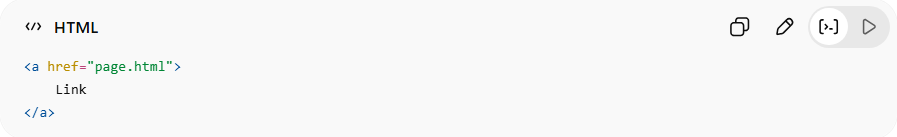 HTML
<a href="page.html">
    Link
</a>